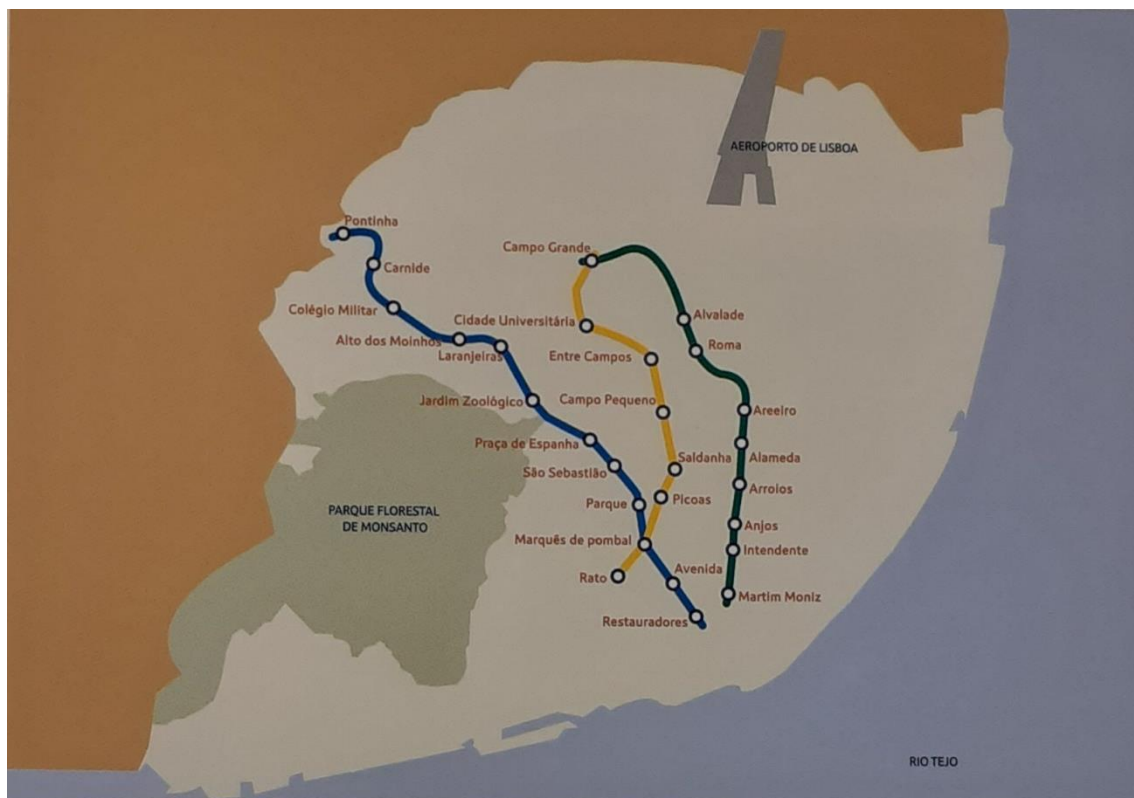 AEROPORTO DE LISBOA
Pontinha
Campo Grande
Carnide
Colégio Militar
Cidade Universitária
Alvalade
Alto dos Moinhos
Roma
Laranjeiras
Entre Campos
Jardim Zoológico
Campo Pequeno
Areeiro
Praça de Espanha
Saldanha
Alameda
São Sebastião
Arroios
Parque
Picoas
PARQUE FLORESTAL
DE MONSANTO
Anjos
Marquês de pombal
Intendente
Avenida
Rato
Martim Moniz
Restauradores
RIO TEJO